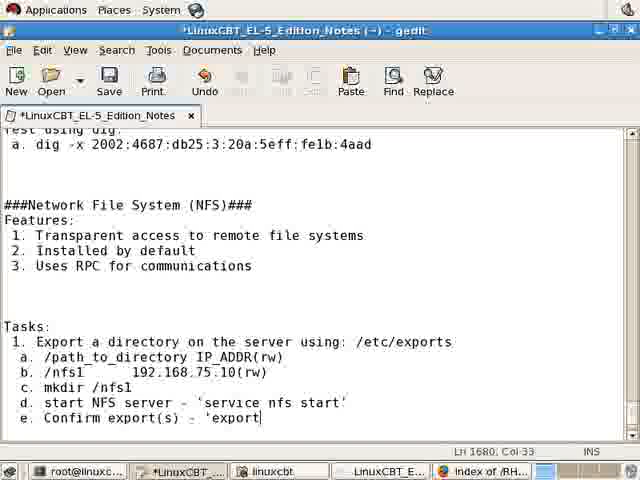 Applications Places System
*LinuxCBT_EL-5_Edition_Notes (~) - gedit
File Edit View Search Tools Documents Help
New Open Save Print. Undo Paste Find Replace
*LinuxCBT_EL-5_Edition_Notes ×
Test using dig:
a. dig -x 2002:4687:db25:3:20a:5eff:fe1b:4aad
###Network File System (NFS)###
Features:
1. Transparent access to remote file systems
2. Installed by default
3. Uses RPC for communications
Tasks:
1. Export a directory on the server using: /etc/exports
a. /path_to_directory IP_ADDR(rw)
b. /nfs1 192.168.75.10(rw)
c. mkdir /nfs1
d. start NFS server - 'service nfs start'
e. Confirm export(s) - 'export
Ln 1680, Col 33 INS
root@linuxc... *LinuxCBT_... linuxcbt LinuxCBT_E... Index of /RH...